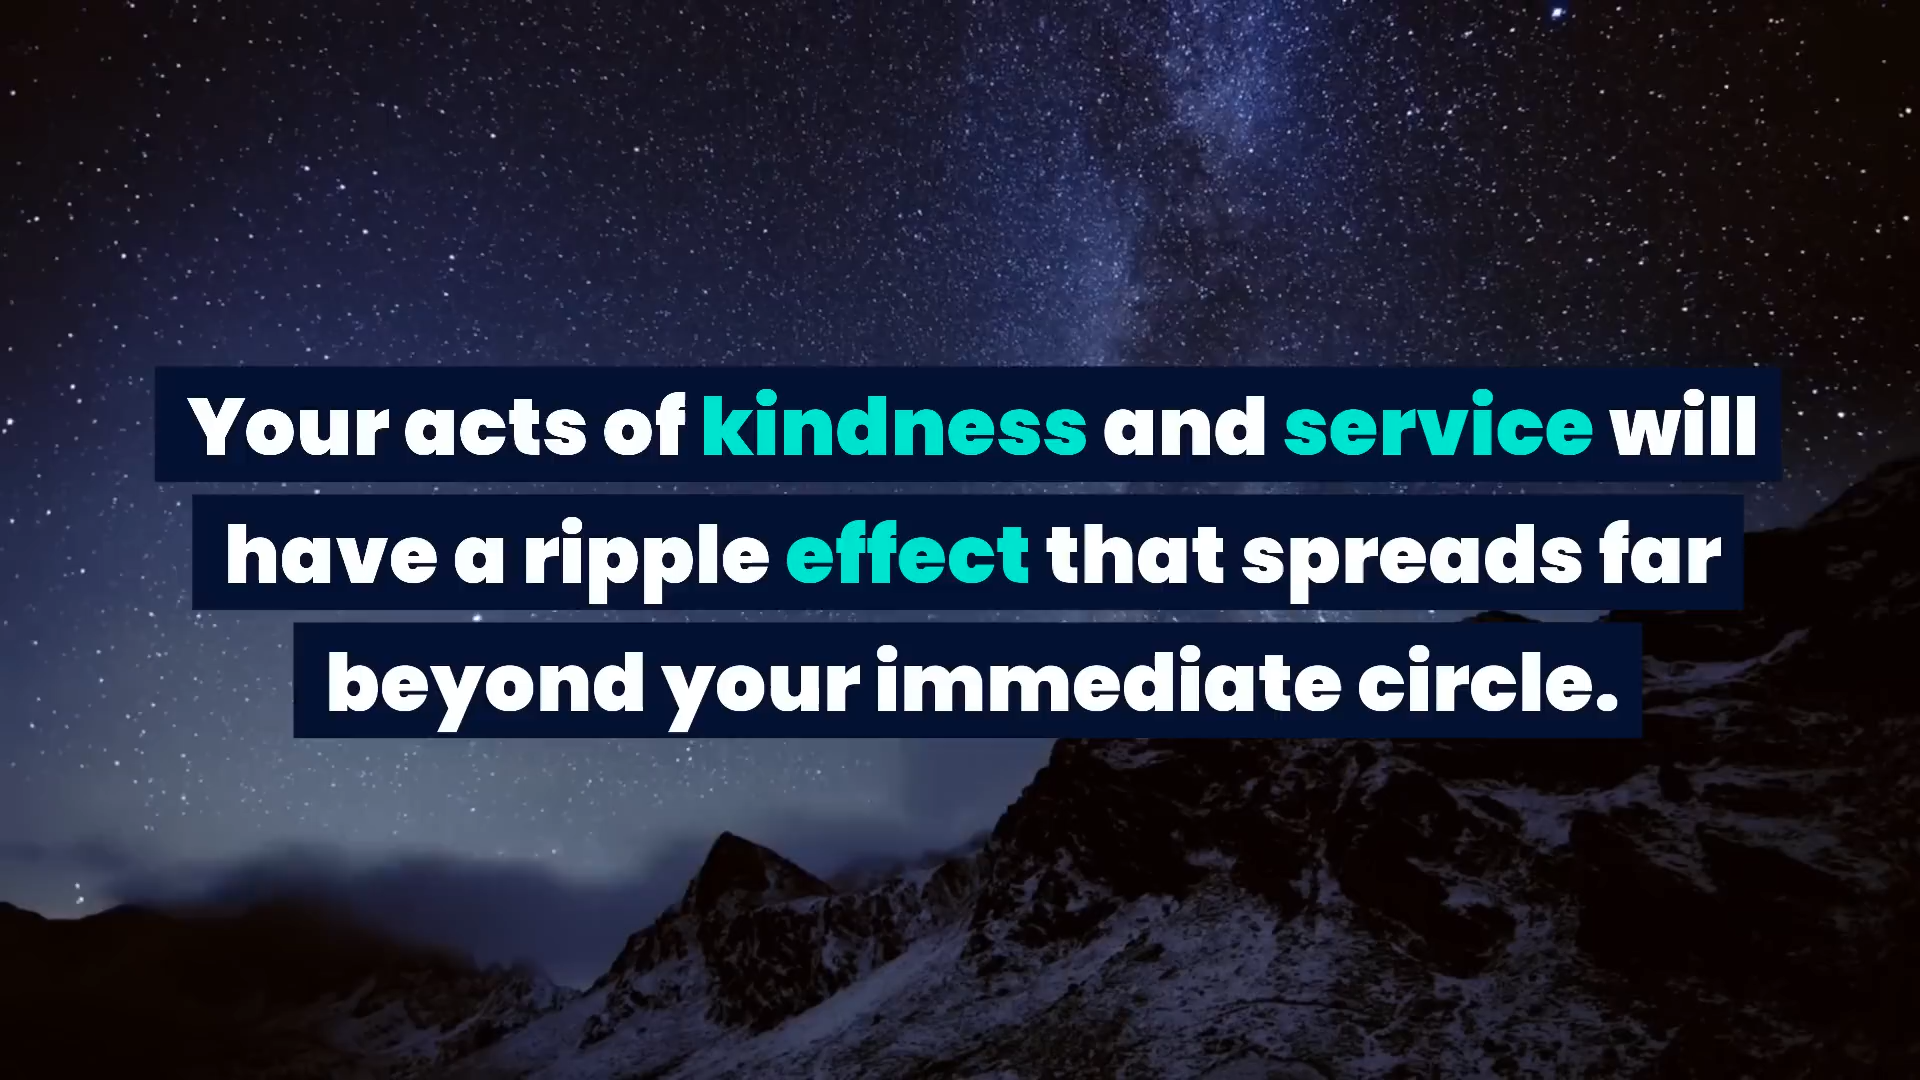 Your acts of kindness and service will
have a ripple effect that spreads far
beyond your immediate circle.